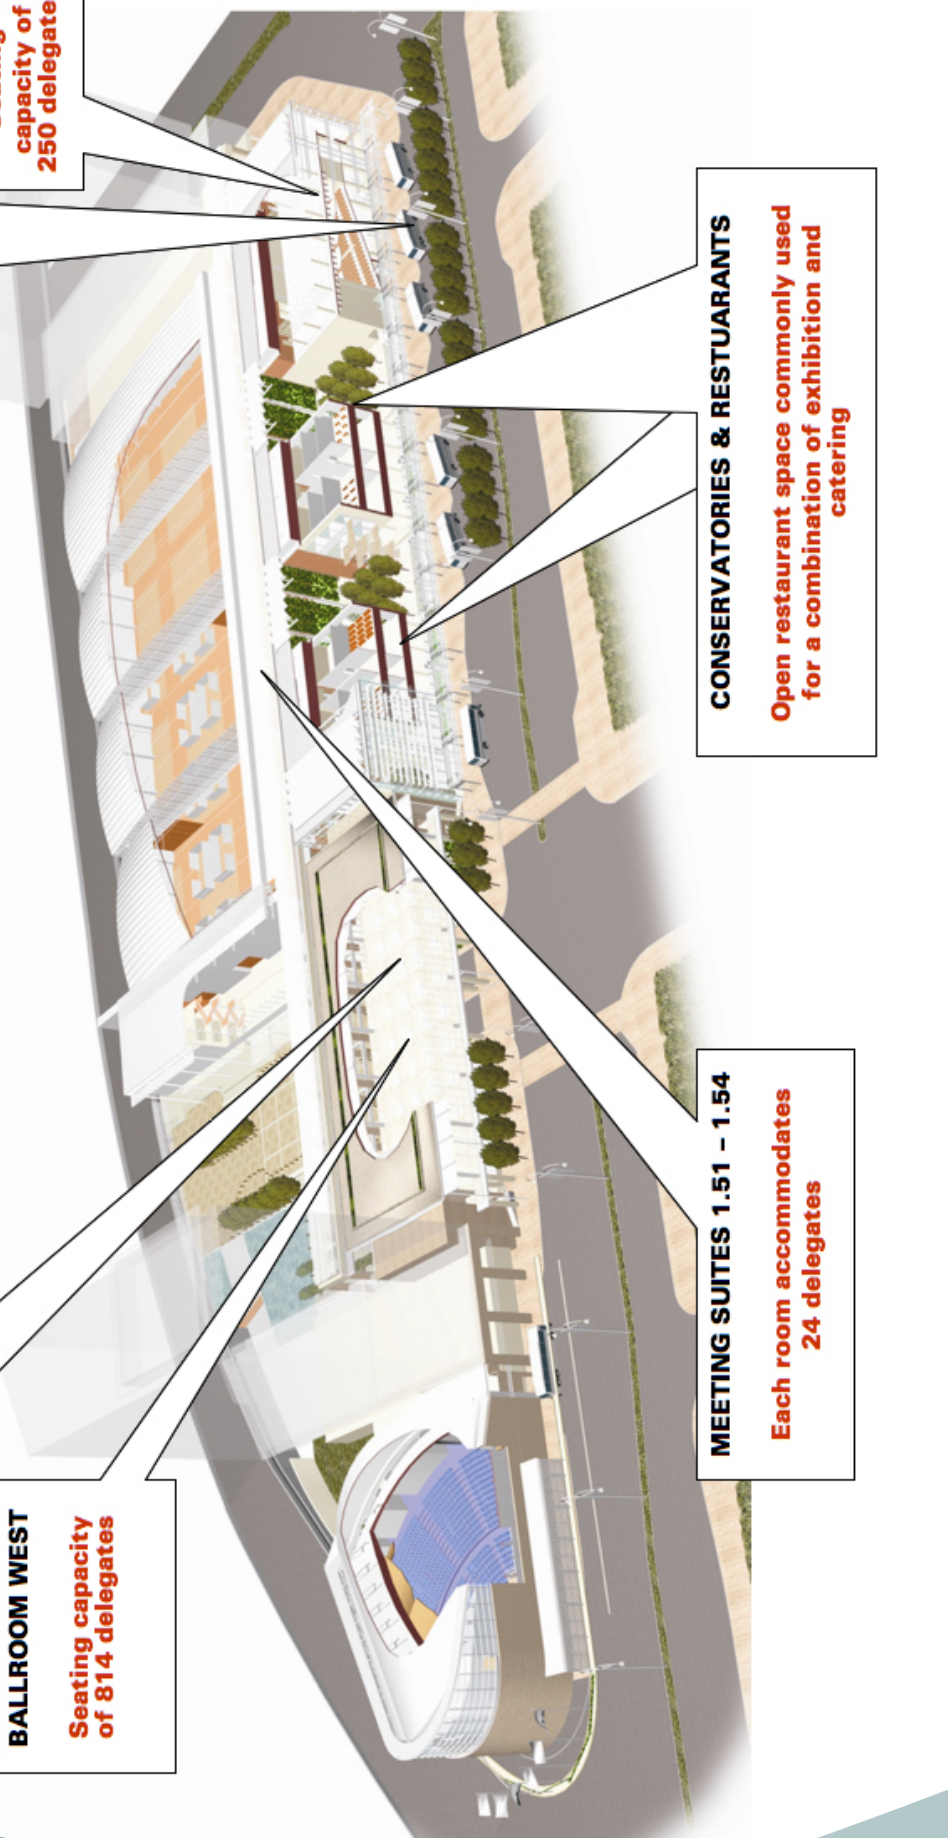 capacity of
250 delegate
CONSERVATORIES & RESTUARANTS
Open restaurant space commonly used
for a combination of exhibition and
catering
BALLROOM WEST
Seating capacity
of 814 delegates
MEETING SUITES 1.51 – 1.54
Each room accommodates
24 delegates